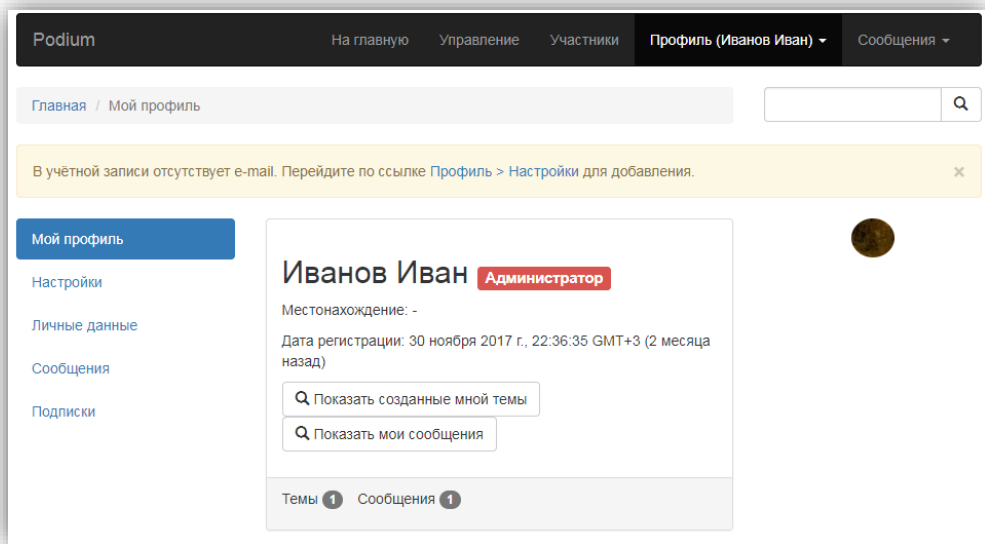 Podium На главную Управление Участники Профиль (Иванов Иван) Сообщения
Главная / Мой профиль
В учётной записи отсутствует e-mail. Перейдите по ссылке Профиль > Настройки для добавления. ×
Мой профиль
Настройки
Личные данные
Сообщения
Подписки
Иванов Иван Администратор
Местонахождение: -
Дата регистрации: 30 ноября 2017 г., 22:36:35 GMT+3 (2 месяца
назад)
Показать созданные мной темы
Показать мои сообщения
Темы 1 Сообщения 1